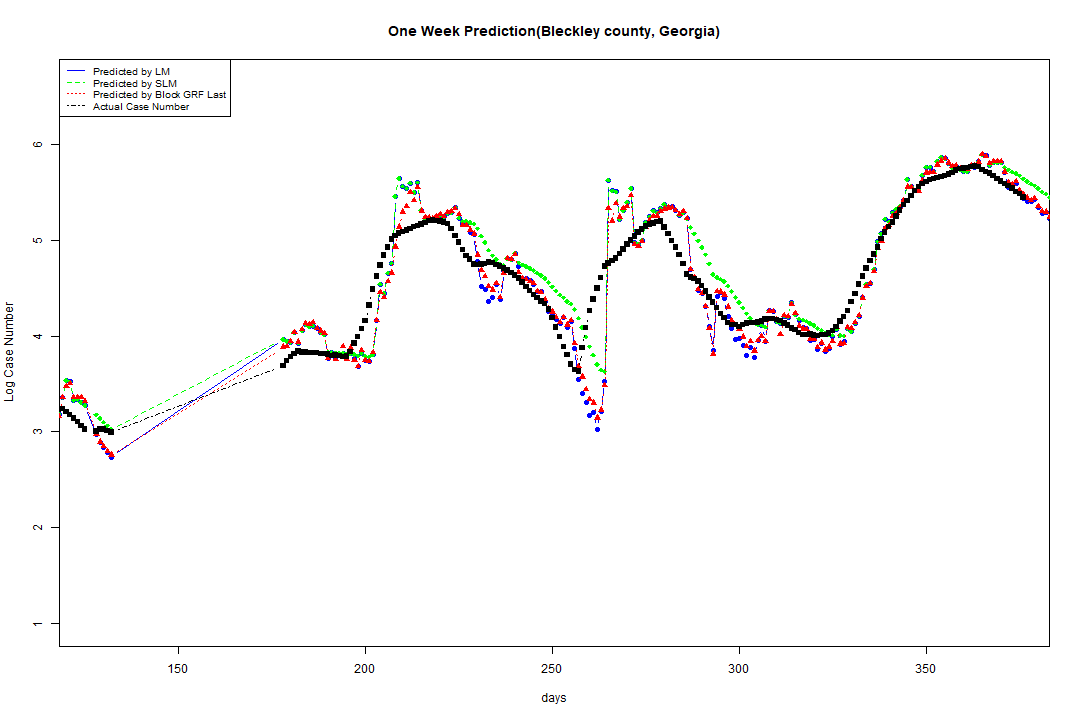 One Week Prediction(Bleckley county, Georgia)
Predicted by LM
Predicted by SLM
Predicted by Block GRF Last
Actual Case Number
6
5
4
3
2
1
Log Case Number
150 200 250 300 350
days